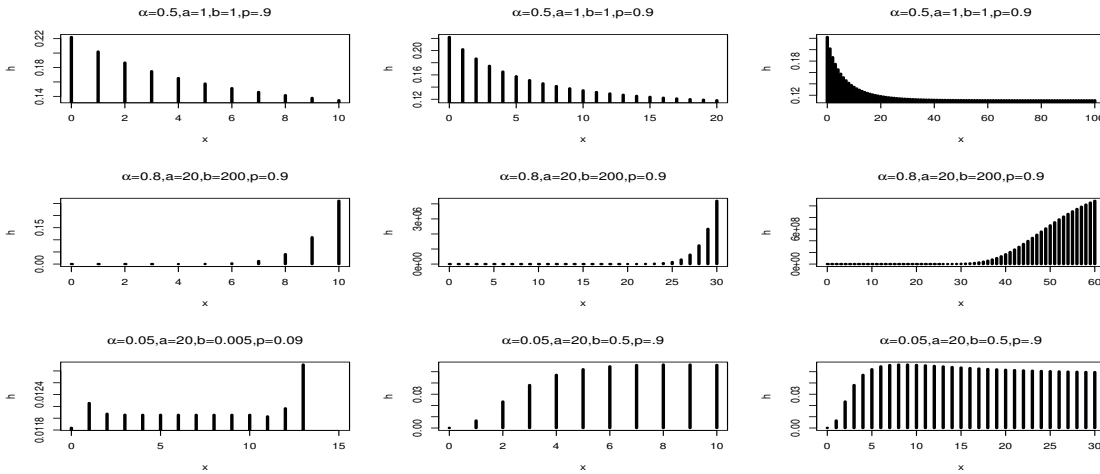 α=0.5,a=1,b=1,p=.9
h
0.14 0.18 0.22
0 2 4 6 8 10
x
α=0.5,a=1,b=1,p=0.9
h
0.12 0.16 0.20
0 5 10 15 20
x
α=0.5,a=1,b=1,p=0.9
h
0.12 0.18
0 20 40 60 80 100
x
α=0.8,a=20,b=200,p=0.9
h
0.00 0.15
0 2 4 6 8 10
x
α=0.8,a=20,b=200,p=0.9
h
0e+00 3e+06
0 5 10 15 20 25 30
x
α=0.8,a=20,b=200,p=0.9
h
0e+00 6e+08
0 10 20 30 40 50 60
x
α=0.05,a=20,b=0.005,p=0.09
h
0.0118 0.0124
0 5 10 15
x
α=0.05,a=20,b=0.5,p=.9
h
0.00 0.03
0 2 4 6 8 10
x
α=0.05,a=20,b=0.5,p=.9
h
0.00 0.03
0 5 10 15 20 25 30
x